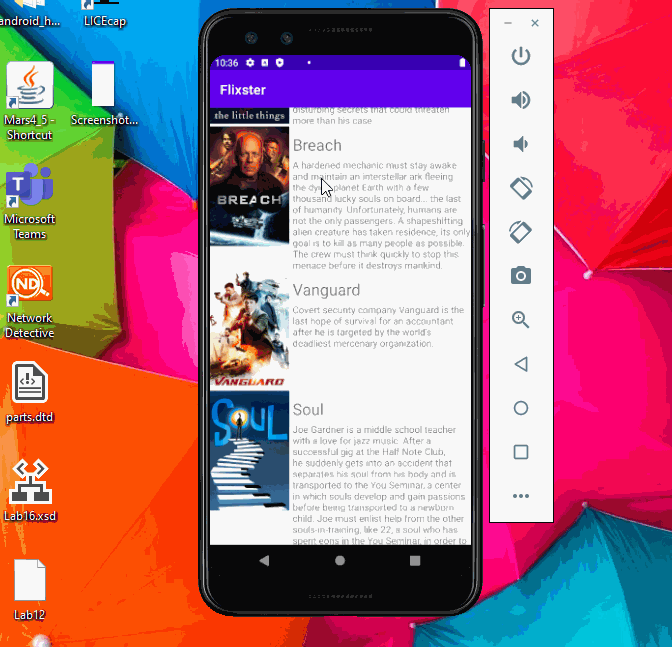 android_h...
LICEcap
Mars4_5 -
Shortcut
Screenshot...
Microsoft
Teams
ND
Network
Detective
parts.dtd
Lab16.xsd
Lab12
10:36
Flixster
the little things
disturbing secrets that could threaten
more than his case
BREACH
Breach
A hardened mechanic must stay awake
and maintain an interstellar ark fleeing
the dying planet Earth with a few
thousand lucky souls on board... the last
of humanity. Unfortunately, humans are
not the only passengers. A shapeshifting
alien creature has taken residence, its only
goal is to kill as many people as possible.
The crew must think quickly to stop this
menace before it destroys mankind.
VANGUARD
Vanguard
Covert security company Vanguard is the
last hope of survival for an accountant
after he is targeted by the world's
deadliest mercenary organization.
SOUL
Soul
Joe Gardner is a middle school teacher
with a love for jazz music. After a
successful gig at the Half Note Club,
he suddenly gets into an accident that
separates his soul from his body and is
transported to the You Seminar, a center
in which souls develop and gain passions
before being transported to a newborn
child. Joe must enlist help from the other
souls-in-training, like 22, a soul who has
spent eons in the You Seminar, in order to